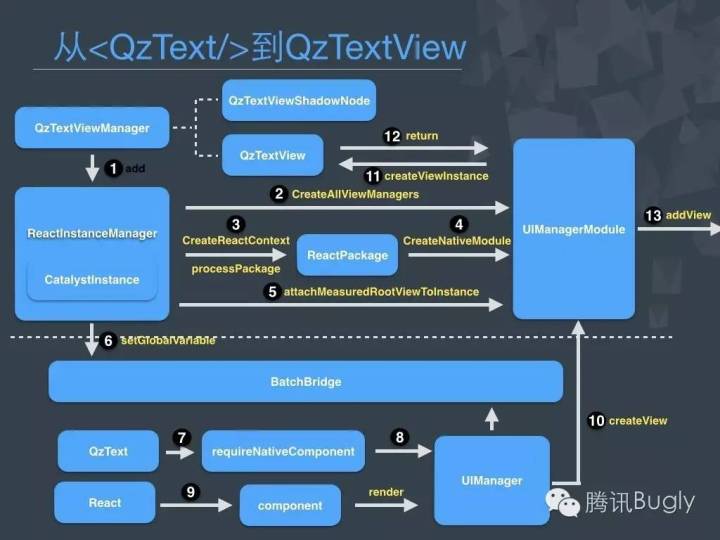 从<QzText/>到QzTextView
QzTextViewShadowNode
QzTextViewManager
QzTextView
12 return
11 createViewInstance
1 add
2 CreateAllViewManagers
ReactInstanceManager
CatalystInstance
3
CreateReactContext
processPackage
ReactPackage
4
CreateNativeModule
UIManagerModule
13 addView
5 attachMeasuredRootViewToInstance
6 setGlobalVariable
BatchBridge
10 createView
QzText
7
requireNativeComponent
8
UIManager
React
9
component
render
腾讯Bugly